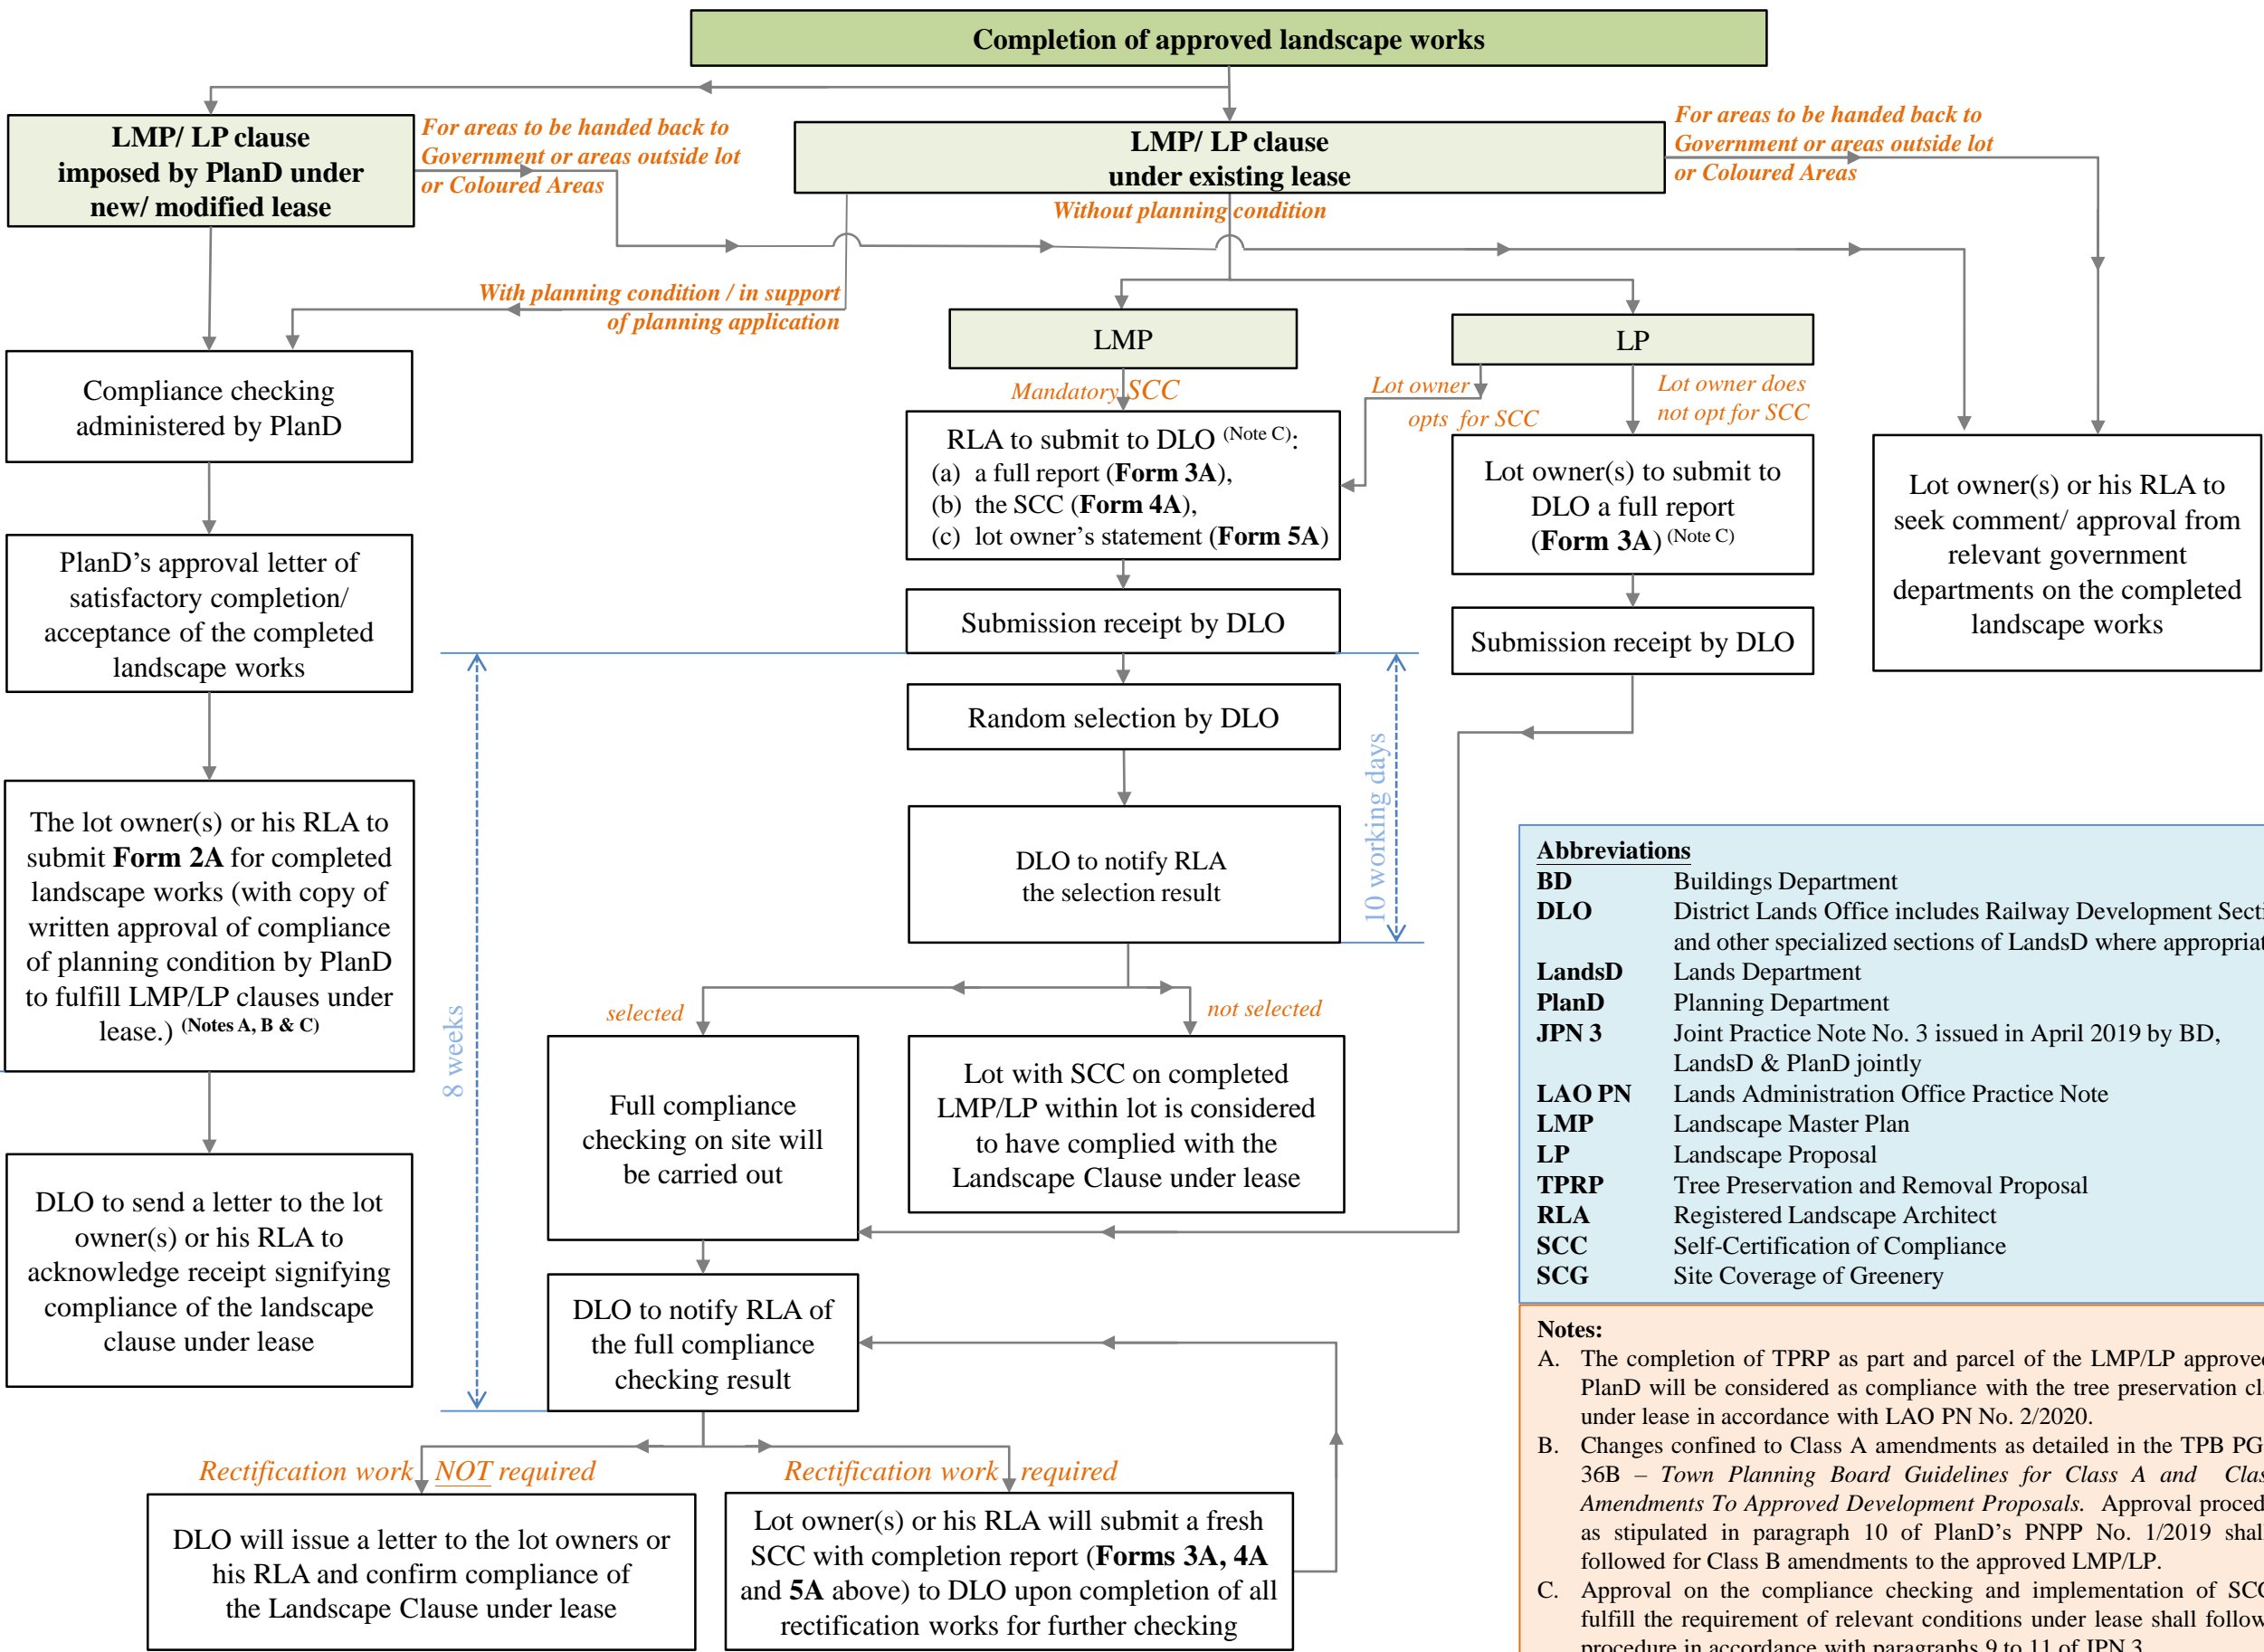 Completion of approved landscape works
LMP/ LP clause
imposed by PlanD under
new/ modified lease
For areas to be handed back to
Government or areas outside lot
or Coloured Areas
LMP/ LP clause
under existing lease
For areas to be handed back to
Government or areas outside lot
or Coloured Areas
Without planning condition
With planning condition / in support
of planning application
LMP
LP
Mandatory SCC
Lot owner
opts for SCC
Lot owner does
not opt for SCC
Compliance checking
administered by PlanD
RLA to submit to DLO (Note C):
(a) a full report (Form 3A),
(b) the SCC (Form 4A),
(c) lot owner's statement (Form 5A)
Lot owner(s) to submit to
DLO a full report
(Form 3A) (Note C)
Lot owner(s) or his RLA to
seek comment/ approval from
relevant government
departments on the completed
landscape works
PlanD's approval letter of
satisfactory completion/
acceptance of the completed
landscape works
Submission receipt by DLO
Submission receipt by DLO
Random selection by DLO
DLO to notify RLA
the selection result
10 working days
8 weeks
The lot owner(s) or his RLA to
submit Form 2A for completed
landscape works (with copy of
written approval of compliance
of planning condition by PlanD
to fulfill LMP/LP clauses under
lease.) (Notes A, B & C)
selected
not selected
Full compliance
checking on site will
be carried out
Lot with SCC on completed
LMP/LP within lot is considered
to have complied with the
Landscape Clause under lease
DLO to send a letter to the lot
owner(s) or his RLA to
acknowledge receipt signifying
compliance of the landscape
clause under lease
DLO to notify RLA of
the full compliance
checking result
Rectification work NOT required
Rectification work required
DLO will issue a letter to the lot owners or
his RLA and confirm compliance of
the Landscape Clause under lease
Lot owner(s) or his RLA will submit a fresh
SCC with completion report (Forms 3A, 4A
and 5A above) to DLO upon completion of all
rectification works for further checking
Abbreviations
BD Buildings Department
DLO District Lands Office includes Railway Development
and other specialized sections of LandsD where
LandsD Lands Department
PlanD Planning Department
JPN 3 Joint Practice Note No. 3 issued in April 2019 by BD,
LandsD & PlanD jointly
LAO PN Lands Administration Office Practice Note
LMP Landscape Master Plan
LP Landscape Proposal
TPRP Tree Preservation and Removal Proposal
RLA Registered Landscape Architect
SCC Self-Certification of Compliance
SCG Site Coverage of Greenery
Notes:
A. The completion of TPRP as part and parcel of the LMP/LP approved
PlanD will be considered as compliance with the tree preservation
under lease in accordance with LAO PN No. 2/2020.
B. Changes confined to Class A amendments as detailed in the TPB PG
36B – Town Planning Board Guidelines for Class A and
Amendments To Approved Development Proposals. Approval
as stipulated in paragraph 10 of PlanD's PNPP No. 1/2019 shall
followed for Class B amendments to the approved LMP/LP.
C. Approval on the compliance checking and implementation of SCC
fulfill the requirement of relevant conditions under lease shall follow
procedure in accordance with paragraphs 9 to 11 of JPN 3